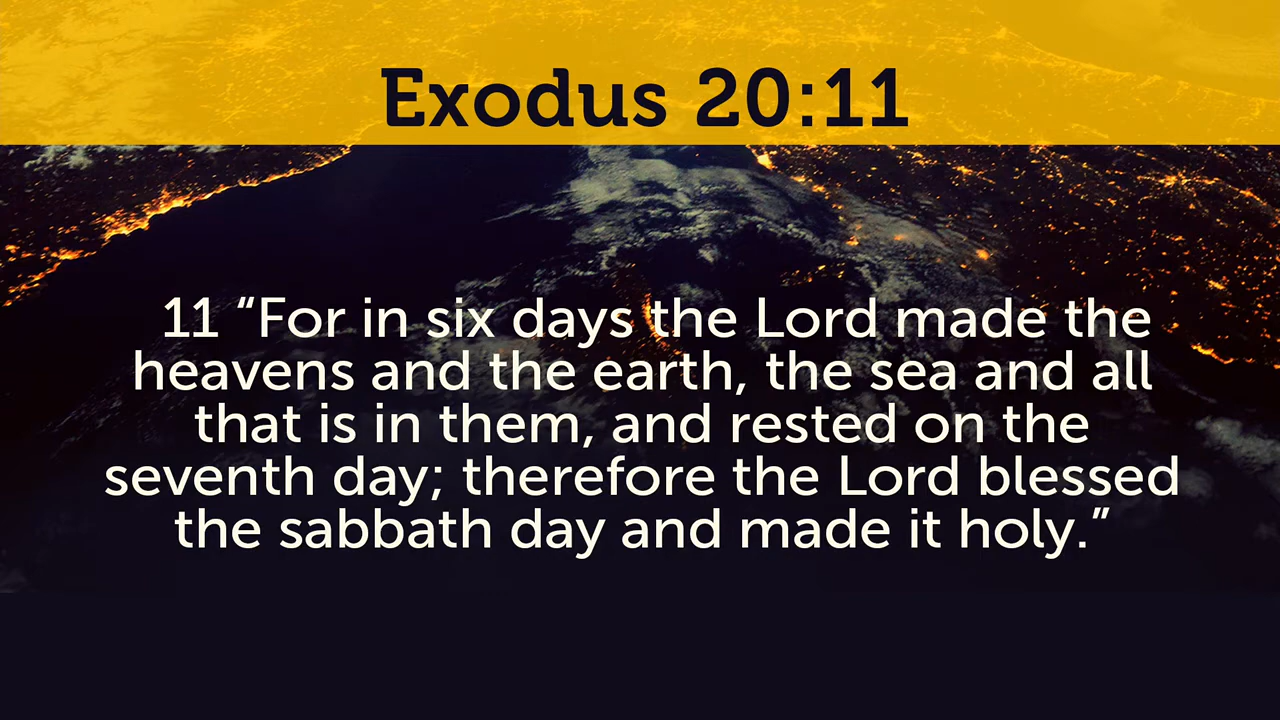 Exodus 20:11
11 “For in six days the Lord made the
heavens and the earth, the sea and all
that is in them, and rested on the
seventh day; therefore the Lord blessed
the sabbath day and made it holy.”